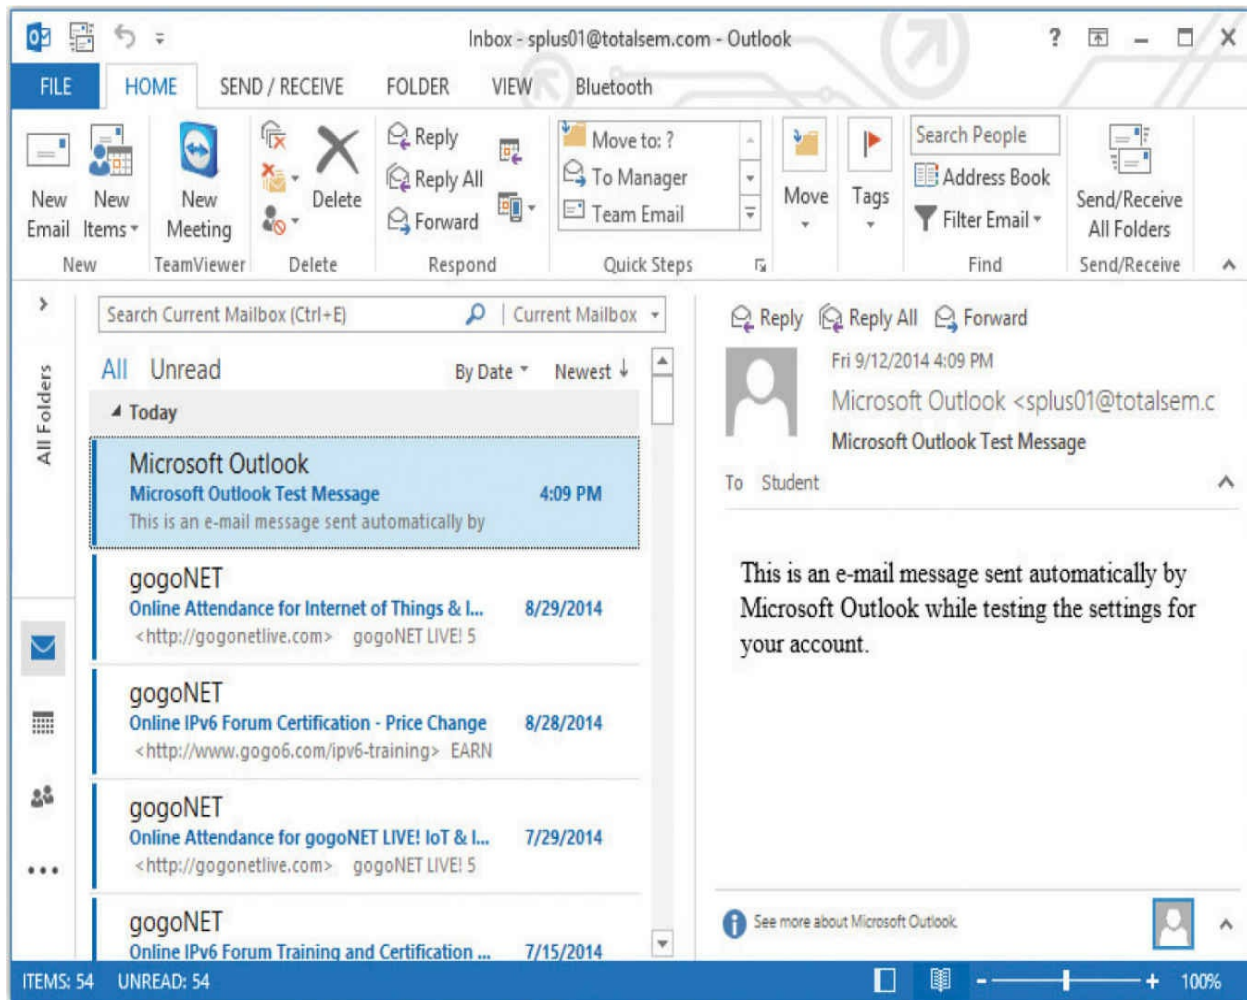 Inbox - splus01@totalsem.com - Outlook
FILE HOME SEND / RECEIVE FOLDER VIEW Bluetooth
New Email
New Items
New
New Meeting
TeamViewer
Delete
Delete
Reply
Reply All
Forward
Respond
Move to: ?
To Manager
Team Email
Quick Steps
Move
Tags
Search People
Address Book
Filter Email
Find
Send/Receive
All Folders
Send/Receive
All Folders
Search Current Mailbox (Ctrl+E) Current Mailbox
All Unread By Date Newest
Today
Microsoft Outlook
Microsoft Outlook Test Message 4:09 PM
This is an e-mail message sent automatically by
gogoNET
Online Attendance for Internet of Things & I... 8/29/2014
<http://gogonetlive.com> gogoNET LIVE! 5
gogoNET
Online IPv6 Forum Certification - Price Change 8/28/2014
<http://www.gogo6.com/ipv6-training> EARN
gogoNET
Online Attendance for gogoNET LIVE! IoT & I... 7/29/2014
<http://gogonetlive.com> gogoNET LIVE! 5
gogoNET
Online IPv6 Forum Training and Certification ... 7/15/2014
Reply Reply All Forward
Fri 9/12/2014 4:09 PM
Microsoft Outlook <splus01@totalsem.c
Microsoft Outlook Test Message
To Student
This is an e-mail message sent automatically by
Microsoft Outlook while testing the settings for
your account.
See more about Microsoft Outlook.
ITEMS: 54 UNREAD: 54 100%